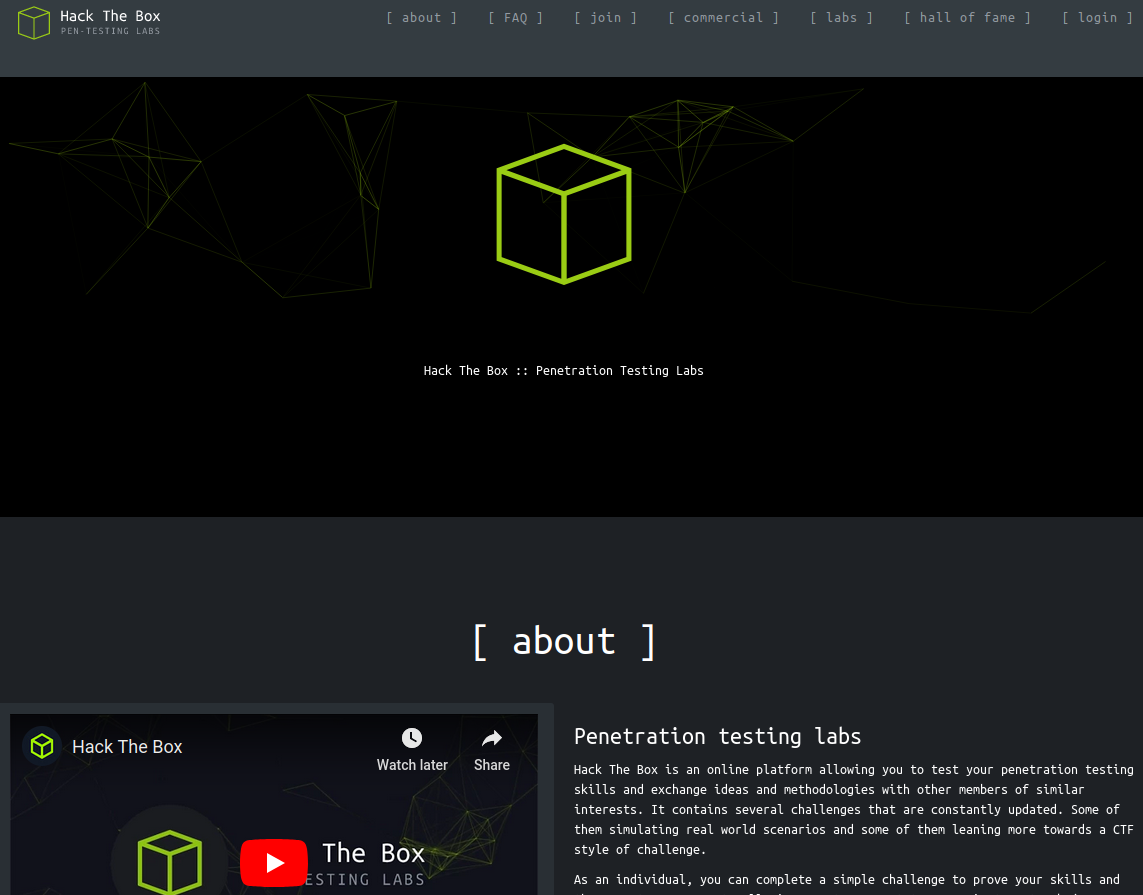 Hack The Box
PEN-TESTING LABS
[ about ] [ FAQ ] [ join ] [ commercial ] [ labs ] [ hall of fame ] [ login ]
Hack The Box :: Penetration Testing Labs
[ about ]
Hack The Box
Watch later
Share
The Box
ESTING LABS
Penetration testing labs
Hack The Box is an online platform allowing you to test your penetration testing
skills and exchange ideas and methodologies with other members of similar
interests. It contains several challenges that are constantly updated. Some of
them simulating real world scenarios and some of them leaning more towards a CTF
style of challenge.
As an individual, you can complete a simple challenge to prove your skills and